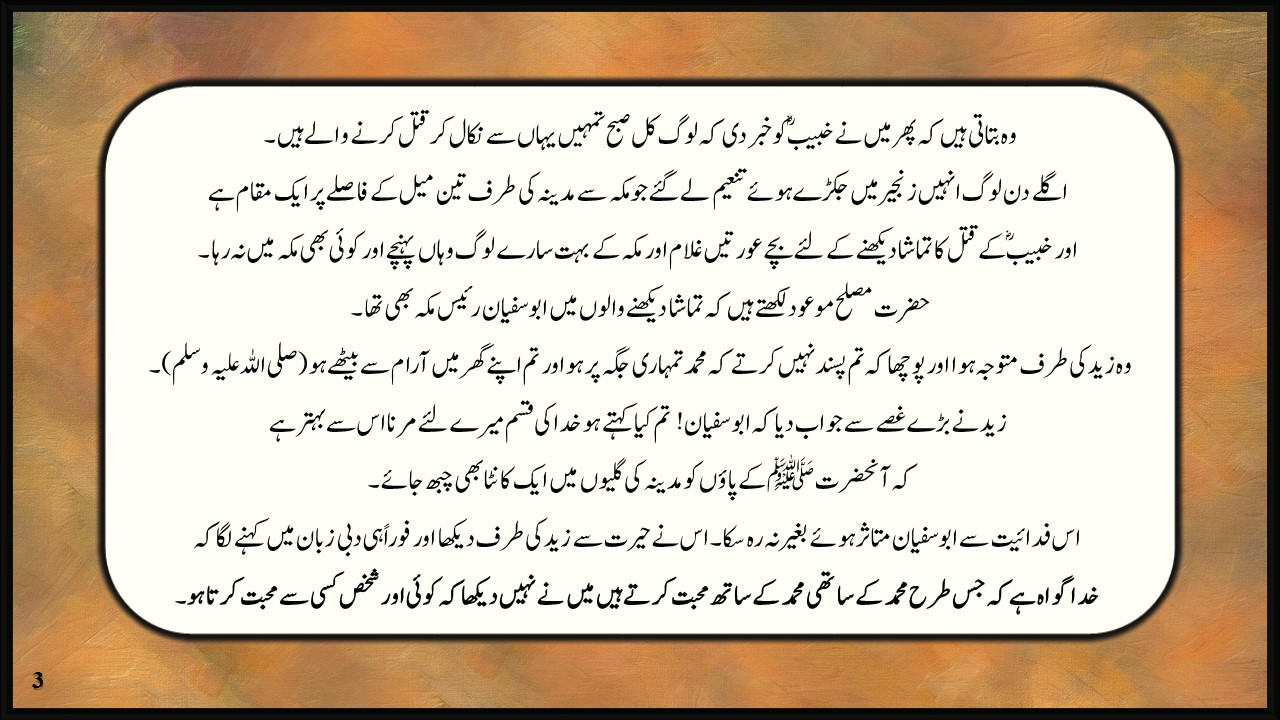 وہ بتاتی ہیں کہ پھر میں نے خبیبؓ کو خبر دی کہ لوگ کل صبح تمہیں یہاں سے نکال کر قتل کرنے والے ہیں۔
اگلے دن لوگ انہیں زنجیر میں جکڑے ہوئے تنعیم لے گئے جو مکہ سے مدینہ کی طرف تین میل کے فاصلے پر ایک مقام ہے
اور خبیبؓ کے قتل کا تماشا دیکھنے کے لئے بچے عورتیں غلام اور مکہ کے بہت سارے لوگ وہاں پہنچے اور کوئی بھی مکہ میں نہ رہا۔
حضرت مصلح موعود لکھتے ہیں کہ تماشا دیکھنے والوں میں ابوسفیان رئیس مکہ بھی تھا۔
وہ زید کی طرف متوجہ ہوا اور پوچھا کہ تم پسند نہیں کرتے کہ محمد تمہاری جگہ پر ہو اور تم اپنے گھر میں آرام سے بیٹھے ہو (صلی اللہ علیہ وسلم)۔
زید نے بڑے غصے سے جواب دیا کہ ابوسفیان! تم کیا کہتے ہو خدا کی قسم میرے لئے مرنا اس سے بہتر ہے
کہ آنحضرت ﷺ کے پاؤں کو مدینہ کی گلیوں میں ایک کانٹا بھی چبھ جائے۔
اس فدائیت سے ابوسفیان متاثر ہوئے بغیر نہ رہ سکا۔ اس نے حیرت سے زید کی طرف دیکھا اور فوراً ہی دبی زبان میں کہنے لگا کہ
خدا گواہ ہے کہ جس طرح محمد کے ساتھی محمد کے ساتھ محبت کرتے ہیں میں نے نہیں دیکھا کہ کوئی اور شخص کسی سے محبت کرتا ہو۔
3